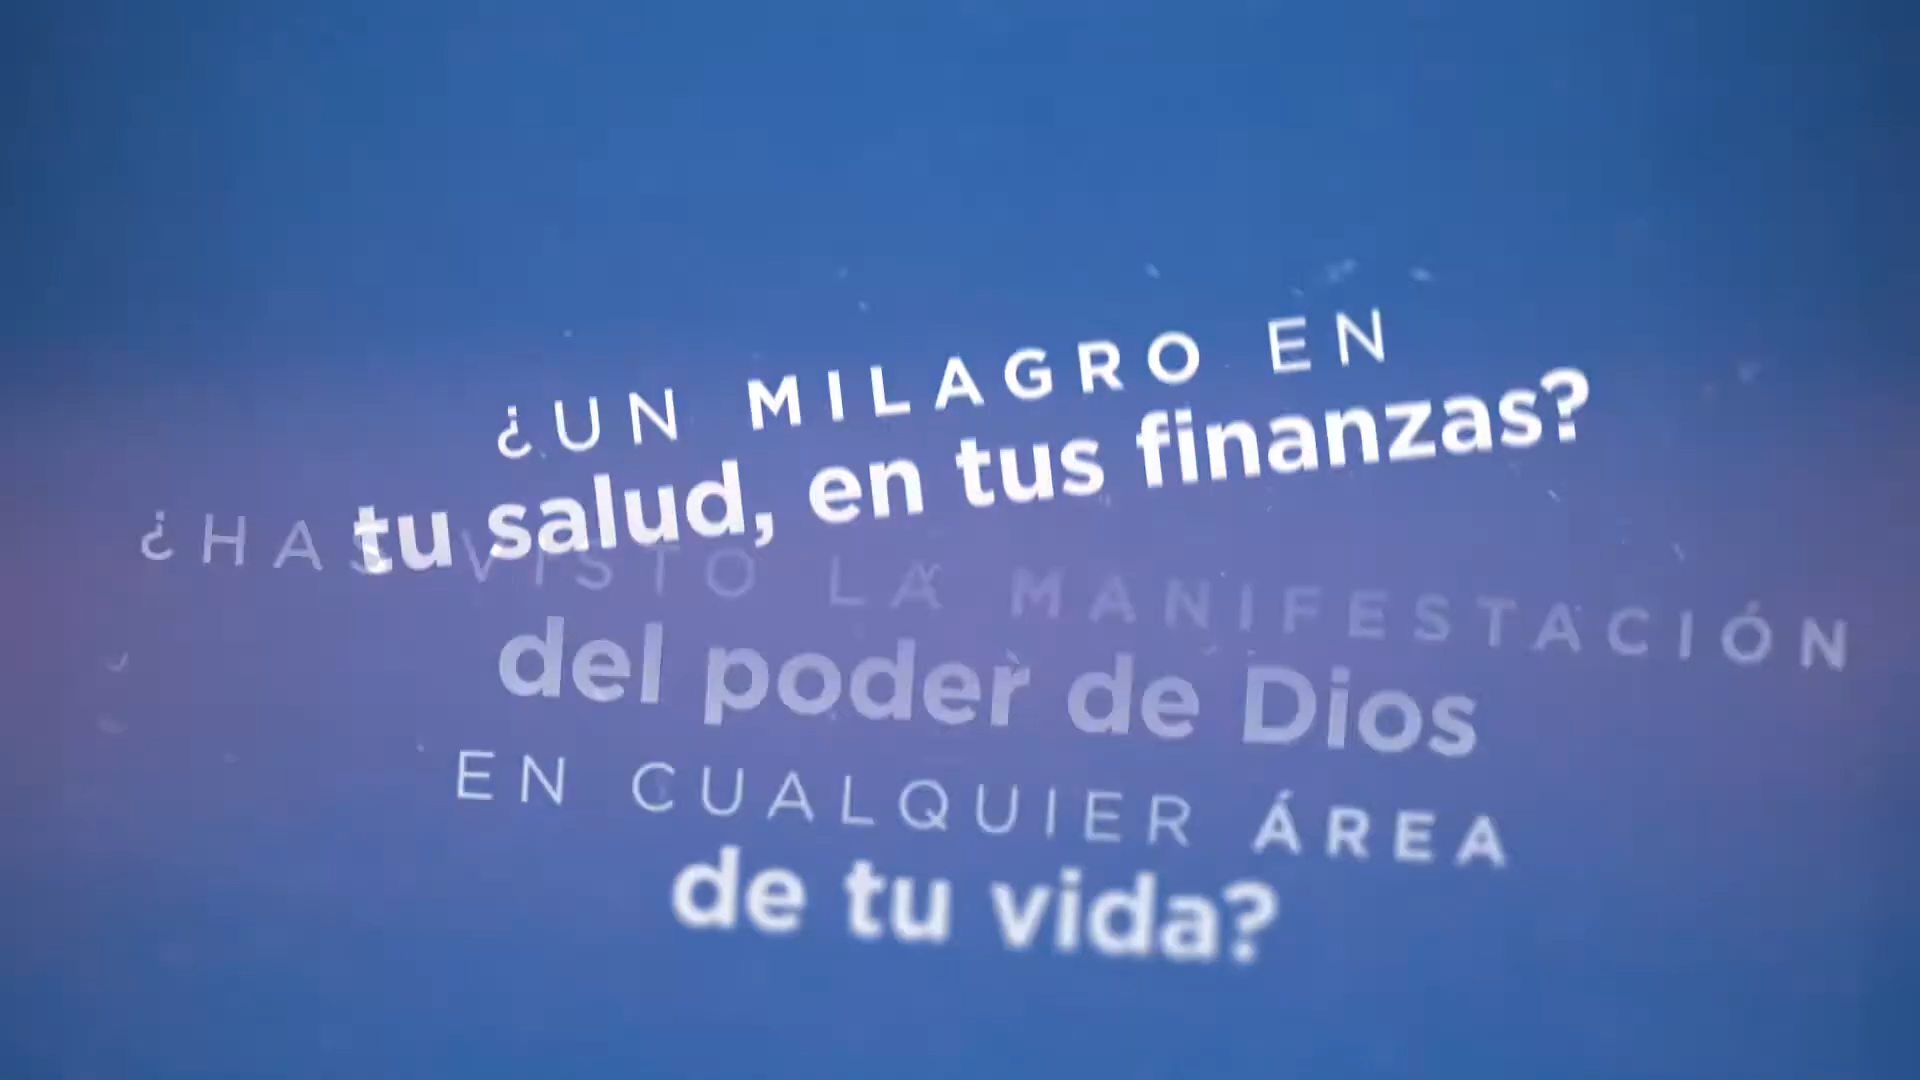 ¿UN MILAGRO EN
tu salud, en tus finanzas?
¿HAS VISTO LA MANIFESTACIÓN
del poder de Dios
EN CUALQUIER ÁREA
de tu vida?